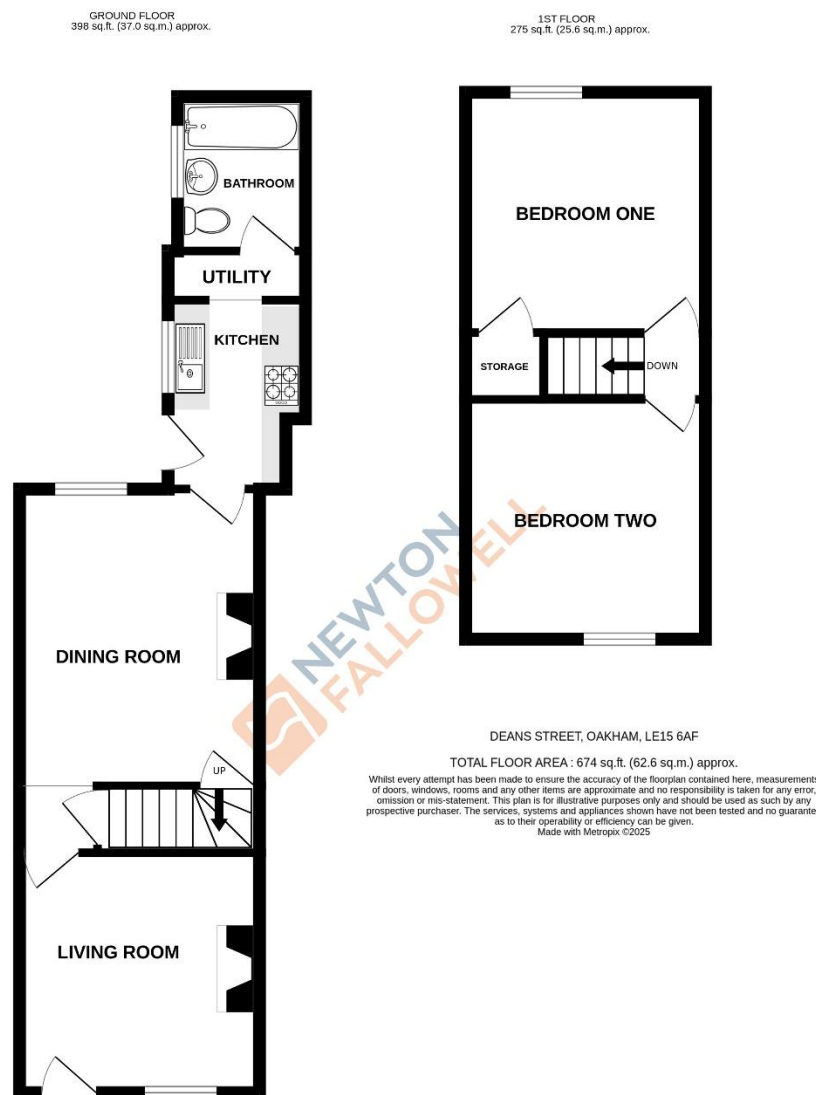 GROUND FLOOR
398 sq.ft. (37.0 sq.m.) approx.
1ST FLOOR
275 sq.ft. (25.6 sq.m.) approx.
BATHROOM
UTILITY
KITCHEN
DINING ROOM
UP
LIVING ROOM
BEDROOM ONE
STORAGE
DOWN
BEDROOM TWO
NEWTON
FALLOWELL
DEANS STREET, OAKHAM, LE15 6AF
TOTAL FLOOR AREA : 674 sq.ft. (62.6 sq.m.) approx.
Whilst every attempt has been made to ensure the accuracy of the floorplan contained here, measurements
of doors, windows, rooms and any other items are approximate and no responsibility is taken for any error,
omission or mis-statement. This plan is for illustrative purposes only and should be used as such by any
prospective purchaser. The services, systems and appliances shown have not been tested and no guarantee
as to their operability or efficiency can be given.
Made with Metropix ©2025